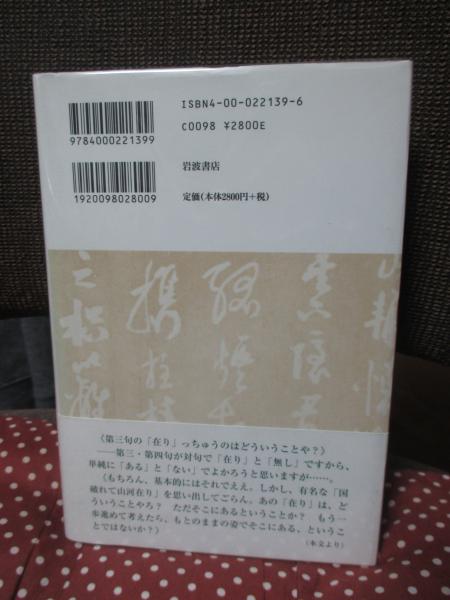 ISBN4-00-022139-6
C0098 ¥2800E
9784000221399
岩波書店
定価(本体2800円+税)
1920098028009
《第三句の「在り」っちゅうのはどういうことや?》
――第三・第四句が対句で「在り」と「無し」ですから、
単純に「ある」と「ない」でよかろうと思いますが……。
《もちろん、基本的にはそれでええ。しかし、有名な「国
破れて山河在り」を思い出してごらん。あの「在り」は、ど
ういうことやろ? ただそこにあるということか? もう一
歩進めて考えたら、もとのままの姿でそこにある、というこ
とではないか?》
(本文より)